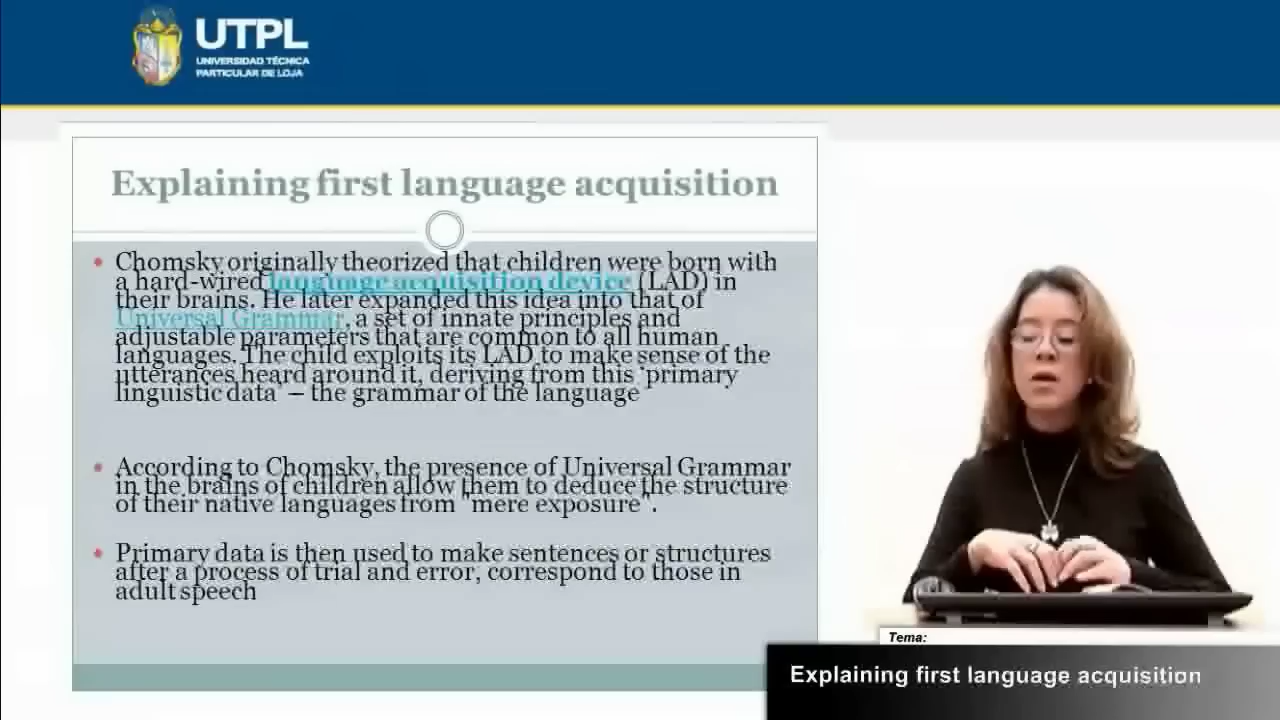 UTPL
UNIVERSIDAD TÉCNICA
PARTICULAR DE LOJA
Explaining first language acquisition
• Chomsky originally theorized that children were born with
a hard-wired language acquisition device (LAD) in
their brains. He later expanded this idea into that of
Universal Grammar, a set of innate principles and
adjustable parameters that are common to all human
languages. The child exploits its LAD to make sense of the
utterances heard around it, deriving from this 'primary
linguistic data' – the grammar of the language
• According to Chomsky, the presence of Universal Grammar
in the brains of children allow them to deduce the structure
of their native languages from "mere exposure".
• Primary data is then used to make sentences or structures
after a process of trial and error, correspond to those in
adult speech
Tema:
Explaining first language acquisition